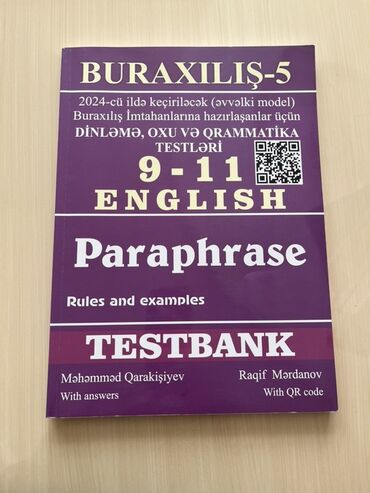 BURAXILIŞ-5
2024-cü ildə keçiriləcək (əvvəlki model)
Buraxılış İmtahanlarına hazırlaşanlar üçün
DİNLƏMƏ, OXU VƏ QRAMMATİKA
TESTLƏRİ
9 - 11
ENGLISH
Paraphrase
Rules and examples
TESTBANK
Məhəmməd Qarakişiyev Raqif Mərdanov
With answers With QR code